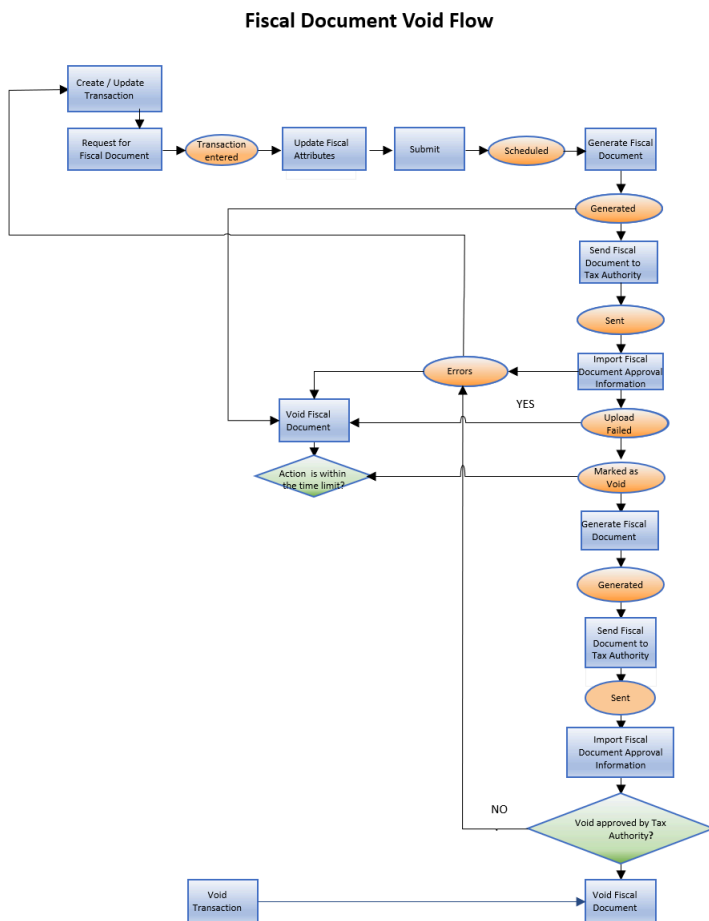 Fiscal Document Void Flow
Create / Update
Transaction
Request for
Fiscal Document
Transaction
entered
Update Fiscal
Attributes
Submit
Scheduled
Generate Fiscal
Document
Generated
Send Fiscal
Document to
Tax Authority
Sent
Import Fiscal
Document Approval
Information
Errors
YES
Void Fiscal
Document
Upload
Failed
Action is within
the time limit?
Marked as
Void
Generate Fiscal
Document
Generated
Send Fiscal
Document to
Tax Authority
Sent
Import Fiscal
Document Approval
Information
NO
Void approved by Tax
Authority?
Void
Transaction
Void Fiscal
Document